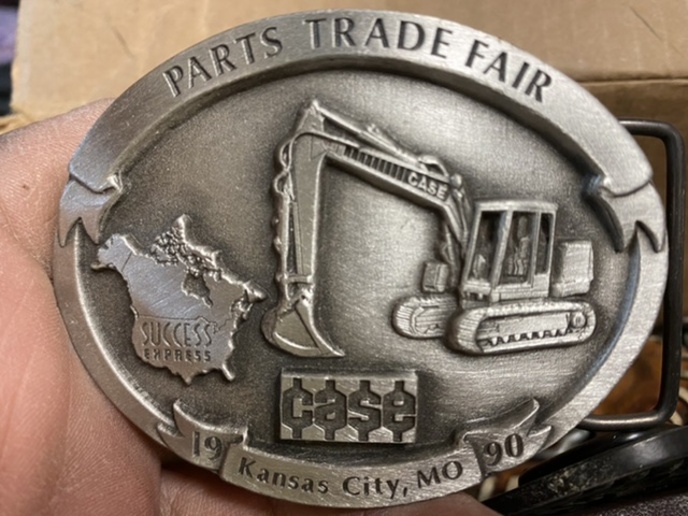 PARTS TRADE FAIR
CASE
SUCCESS
EXPRESS
case
19 90
Kansas City, MO